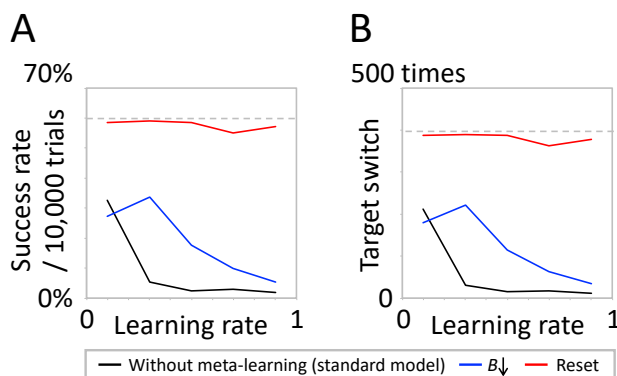 A
B
70%
500 times
Success rate
/ 10,000 trials
Target switch
0%
0
0
Learning rate
1
0
Learning rate
1
Without meta-learning (standard model)
B↓
Reset